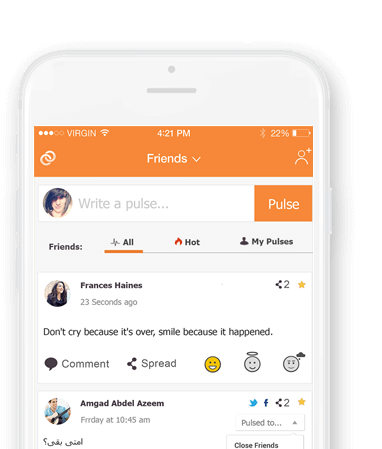 VIRGIN 4:21 PM 22%
Friends
Write a pulse... Pulse
Friends: All Hot My Pulses
Frances Haines 2
23 Seconds ago
Don't cry because it's over, smile because it happened.
Comment Spread
Amgad Abdel Azeem f 2
Frrday at 10:45 am Pulsed to...
امتى بقى؟
Close Friends